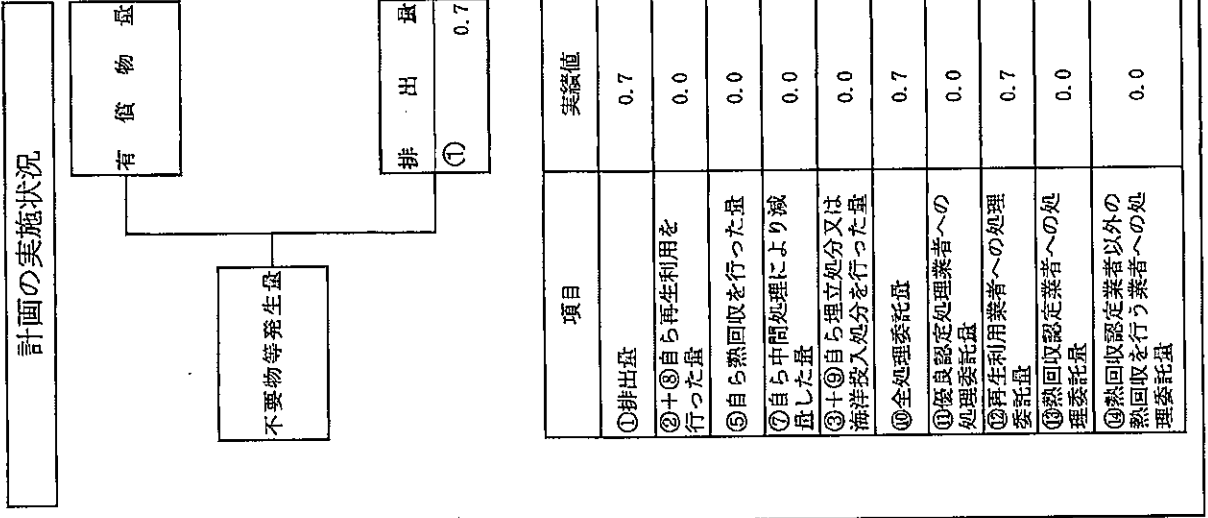 計画の実施状況
有償物量
不要物等発生量
排出量
① 0.7
項目 実績値
①排出量 0.7
②+⑧自ら再生利用を
行った量 0.0
⑤自ら熱回収を行った量 0.0
⑦自ら中間処理により減
量した量 0.0
③+⑨自ら埋立処分又は
海洋投入処分を行った量 0.0
⑩全処理委託量 0.7
⑪優良認定処理業者への
処理委託量 0.0
⑫再生利用業者への処理
委託量 0.7
⑬熱回収認定業者への処
理委託量 0.0
⑭熱回収認定業者以外の
熱回収を行う業者への処
理委託量 0.0